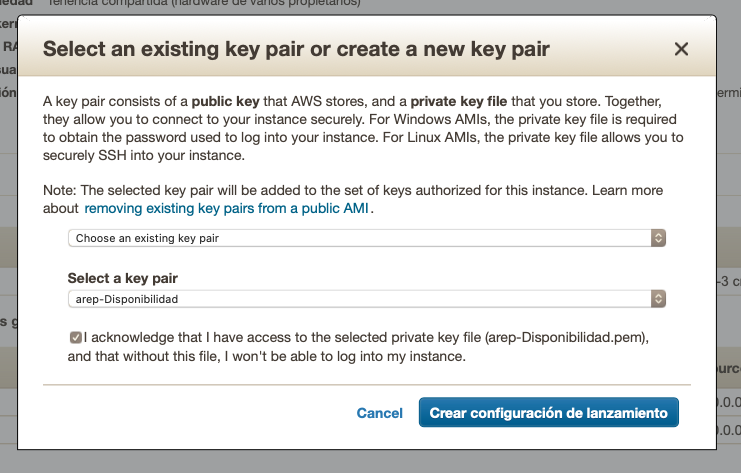 Tenencia compartida (hardware de varios propietarios)
Select an existing key pair or create a new key pair
A key pair consists of a public key that AWS stores, and a private key file that you store. Together,
they allow you to connect to your instance securely. For Windows AMIs, the private key file is required
to obtain the password used to log into your instance. For Linux AMIs, the private key file allows you to
securely SSH into your instance.
Note: The selected key pair will be added to the set of keys authorized for this instance. Learn more
about removing existing key pairs from a public AMI.
Choose an existing key pair
Select a key pair
arep-Disponibilidad
I acknowledge that I have access to the selected private key file (arep-Disponibilidad.pem),
and that without this file, I won't be able to log into my instance.
Cancel Crear configuración de lanzamiento